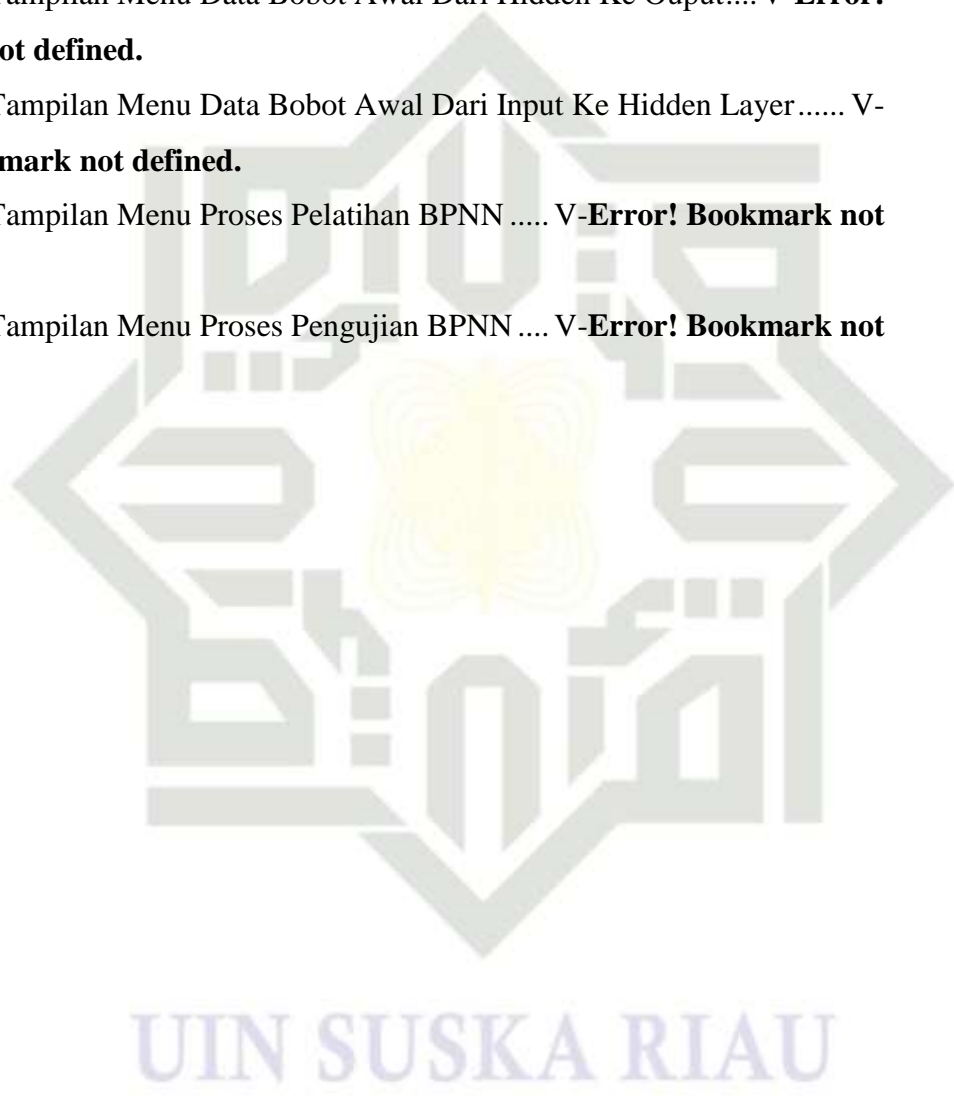 Tampilan Menu Data Bobot Awal Dari Hidden Ke Ouput.... V-Error!
not defined.
Tampilan Menu Data Bobot Awal Dari Input Ke Hidden Layer ...... V-
mark not defined.
Tampilan Menu Proses Pelatihan BPNN ..... V-Error! Bookmark not
Tampilan Menu Proses Pengujian BPNN .... V-Error! Bookmark not
UIN SUSKA RIAU